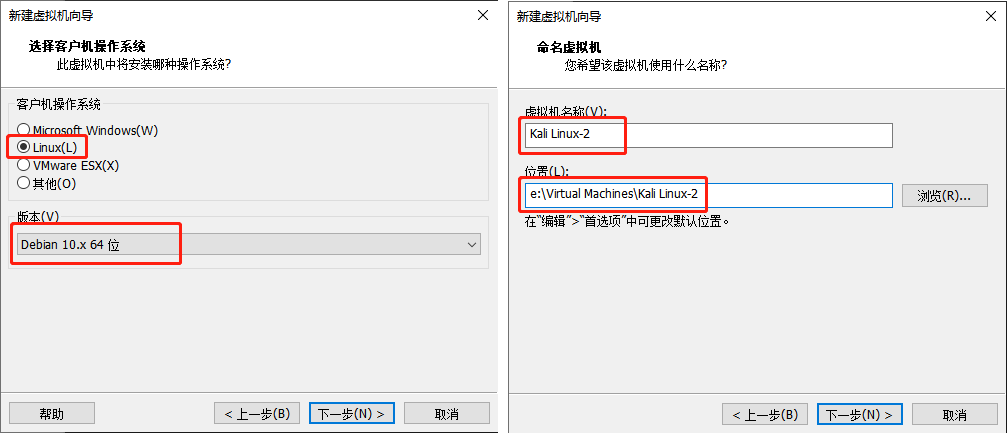 新建虚拟机向导
选择客户机操作系统
此虚拟机中将安装哪种操作系统?
客户机操作系统
Microsoft Windows(W)
Linux(L)
VMware ESX(X)
其他(O)
版本(V)
Debian 10.x 64 位
帮助
< 上一步(B)
下一步(N) >
取消
新建虚拟机向导
命名虚拟机
您希望该虚拟机使用什么名称?
虚拟机名称(V):
Kali Linux-2
位置(L):
e:\Virtual Machines\Kali Linux-2
浏览(R)...
在“编辑”>“首选项”中可更改默认位置。
< 上一步(B)
下一步(N) >
取消